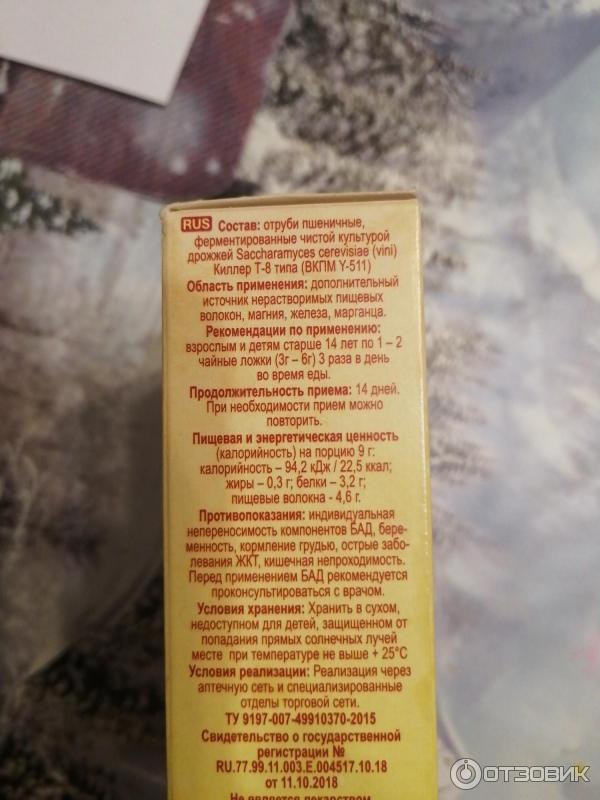 RUS Состав: отруби пшеничные,
ферментированные чистой культурой
дрожжей Saccharamyces cerevisiae (vini)
Киллер Т-8 типа (ВКПМ Y-511)
Область применения: дополнительный
источник нерастворимых пищевых
волокон, магния, железа, марганца.
Рекомендации по применению:
взрослым и детям старше 14 лет по 1 – 2
чайные ложки (3г – 6г) 3 раза в день
во время еды.
Продолжительность приема: 14 дней.
При необходимости прием можно
повторить.
Пищевая и энергетическая ценность
(калорийность) на порцию 9 г:
калорийность – 94,2 кДж / 22,5 ккал;
жиры – 0,3 г; белки – 3,2 г;
пищевые волокна - 4,6 г.
Противопоказания: индивидуальная
непереносимость компонентов БАД, бере-
менность, кормление грудью, острые забо-
левания ЖКТ, кишечная непроходимость.
Перед применением БАД рекомендуется
проконсультироваться с врачом.
Условия хранения: Хранить в сухом,
недоступном для детей, защищенном от
попадания прямых солнечных лучей
месте при температуре не выше + 25°С
Условия реализации: Реализация через
аптечную сеть и специализированные
отделы торговой сети.
ТУ 9197-007-49910370-2015
Свидетельство о государственной
регистрации №
RU.77.99.11.003.Е.004517.10.18
от 11.10.2018
Не является лекарством
ОТЗОВИК